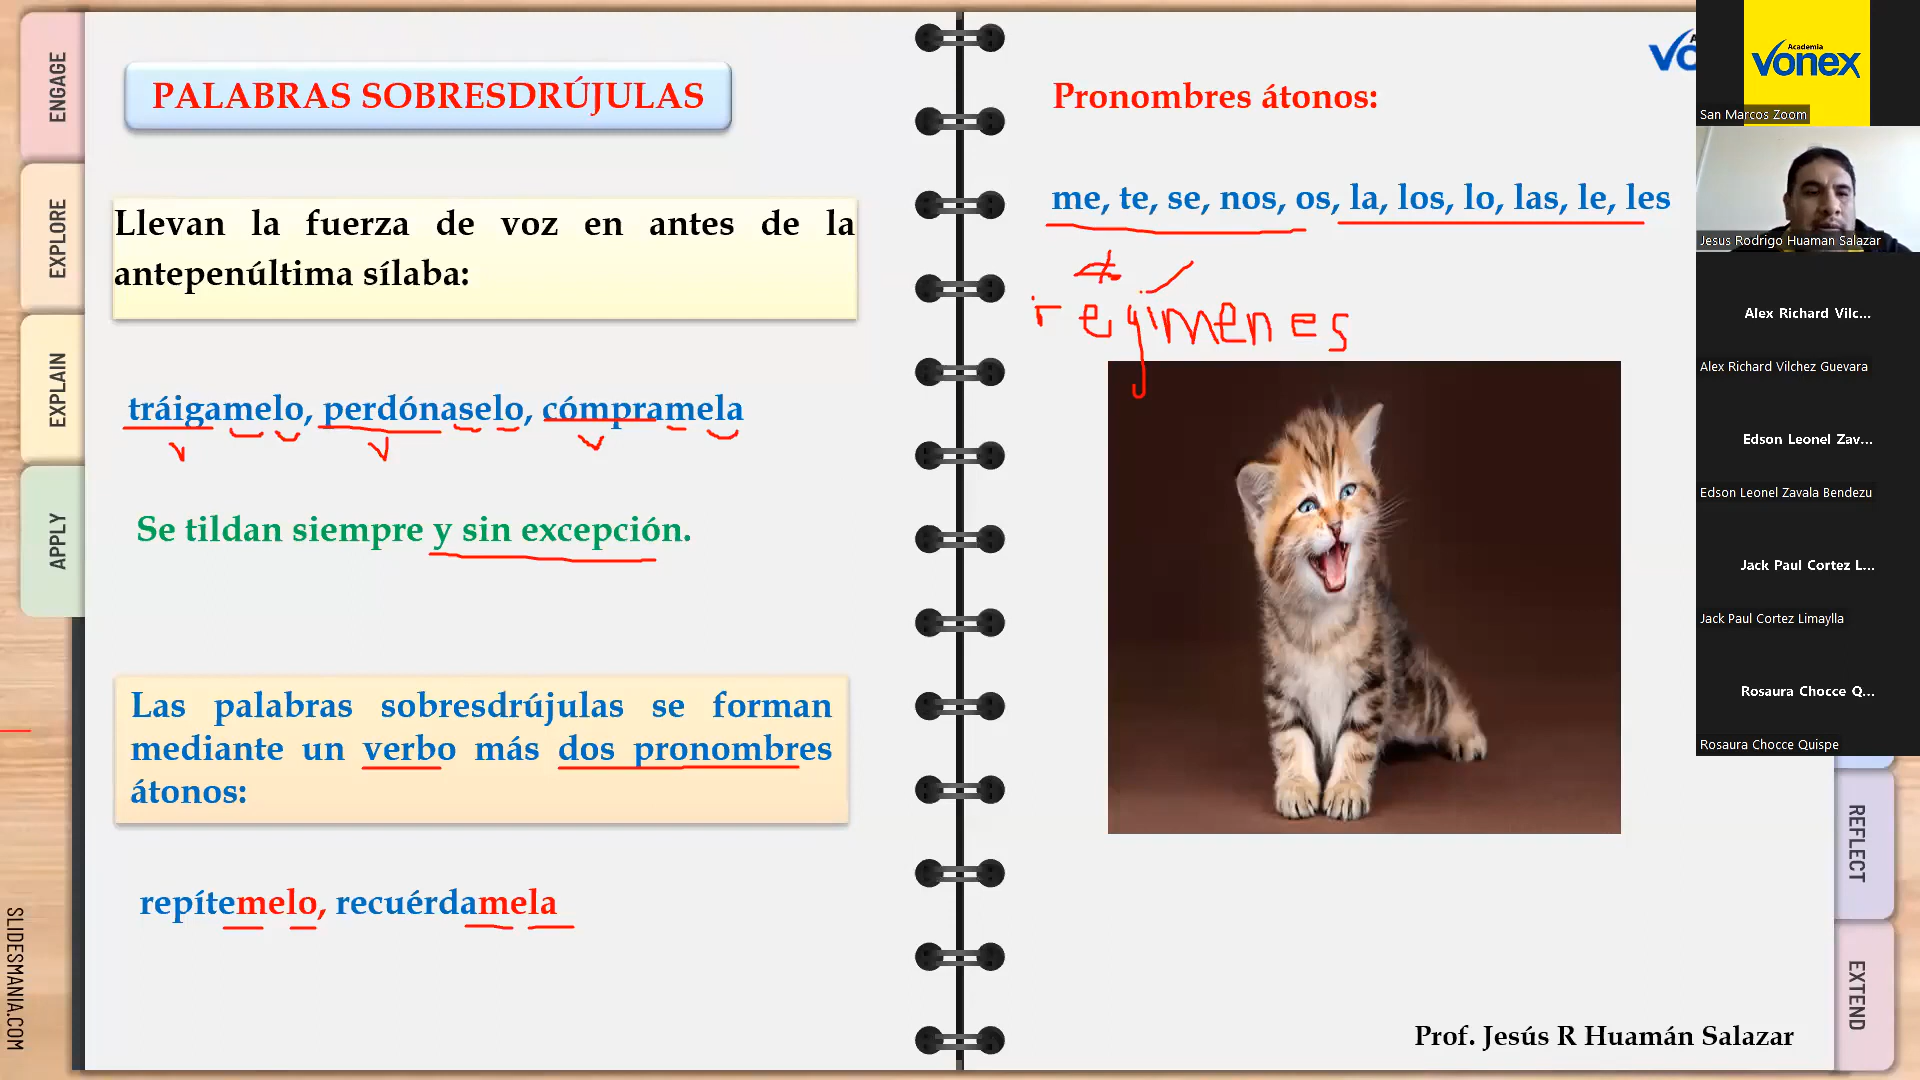 ENGAGE
EXPLORE
EXPLAIN
APPLY
SLIDESMANIA.COM
PALABRAS SOBRESDRÚJULAS
Llevan la fuerza de voz en antes de la
antepenúltima sílaba:
tráigamelo, perdónaselo, cómpramela
Se tildan siempre y sin excepción.
Las palabras sobresdrújulas se forman
mediante un verbo más dos pronombres
átonos:
repítemelo, recuérdamela
Pronombres átonos:
me, te, se, nos, os, la, los, lo, las, le, les
regímenes
Prof. Jesús R Huamán Salazar
REFLECT
EXTEND
Academia
Vonex
San Marcos Zoom
Jesus Rodrigo Huaman Salazar
Alex Richard Vilc...
Alex Richard Vilchez Guevara
Edson Leonel Zav...
Edson Leonel Zavala Bendezu
Jack Paul Cortez L...
Jack Paul Cortez Limaylla
Rosaura Chocce Q...
Rosaura Chocce Quispe